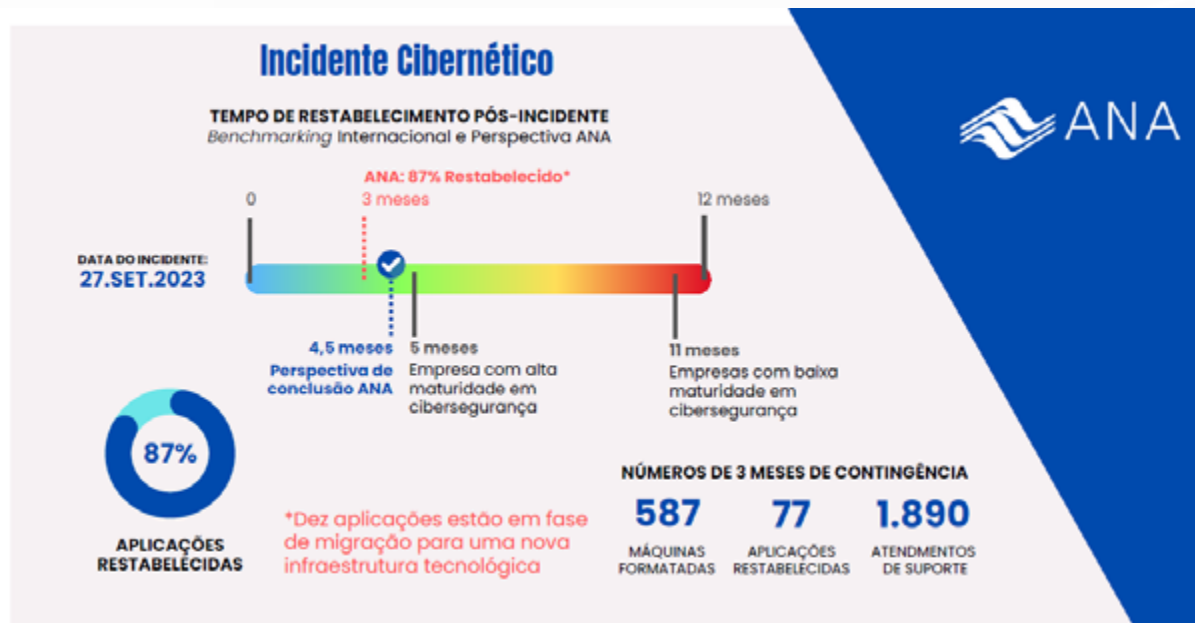 Incidente Cibernético
ANA
TEMPO DE RESTABELECIMENTO PÓS-INCIDENTE
Benchmarking Internacional e Perspectiva ANA
ANA: 87% Restabelecido*
0
3 meses
12 meses
DATA DO INCIDENTE:
27.SET.2023
4,5 meses
Perspectiva de
conclusão ANA
5 meses
Empresa com alta
maturidade em
cibersegurança
11 meses
Empresas com baixa
maturidade em
cibersegurança
87%
APLICAÇÕES
RESTABELECIDAS
*Dez aplicações estão em fase
de migração para uma nova
infraestrutura tecnológica
NÚMEROS DE 3 MESES DE CONTINGÊNCIA
587
MÁQUINAS
FORMATADAS
77
APLICAÇÕES
RESTABELECIDAS
1.890
ATENDMENTOS
DE SUPORTE